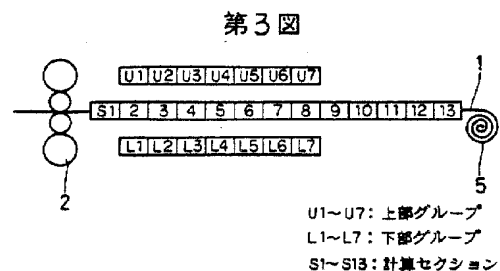 第3図
U1 U2 U3 U4 U5 U6 U7
1
S1 2 3 4 5 6 7 8 9 10 11 12 13
L1 L2 L3 L4 L5 L6 L7
2
5
U1~U7: 上部グループ
L1~L7: 下部グループ
S1~S13: 計算セクション